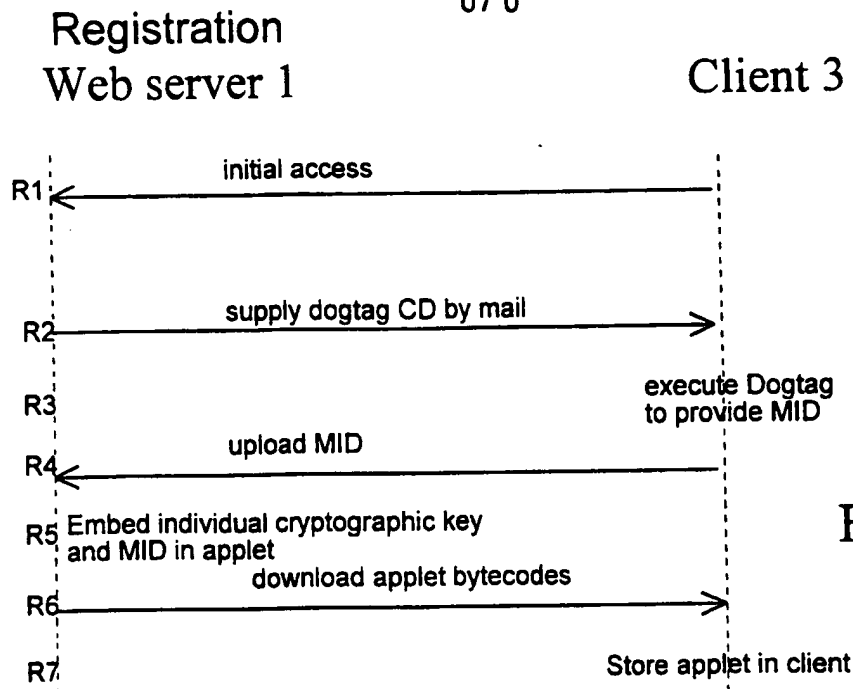 Registration
Web server 1
Client 3
R1
initial access
R2
supply dogtag CD by mail
R3
execute Dogtag
to provide MID
R4
upload MID
R5
Embed individual cryptographic key
and MID in applet
R6
download applet bytecodes
R7
Store applet in client